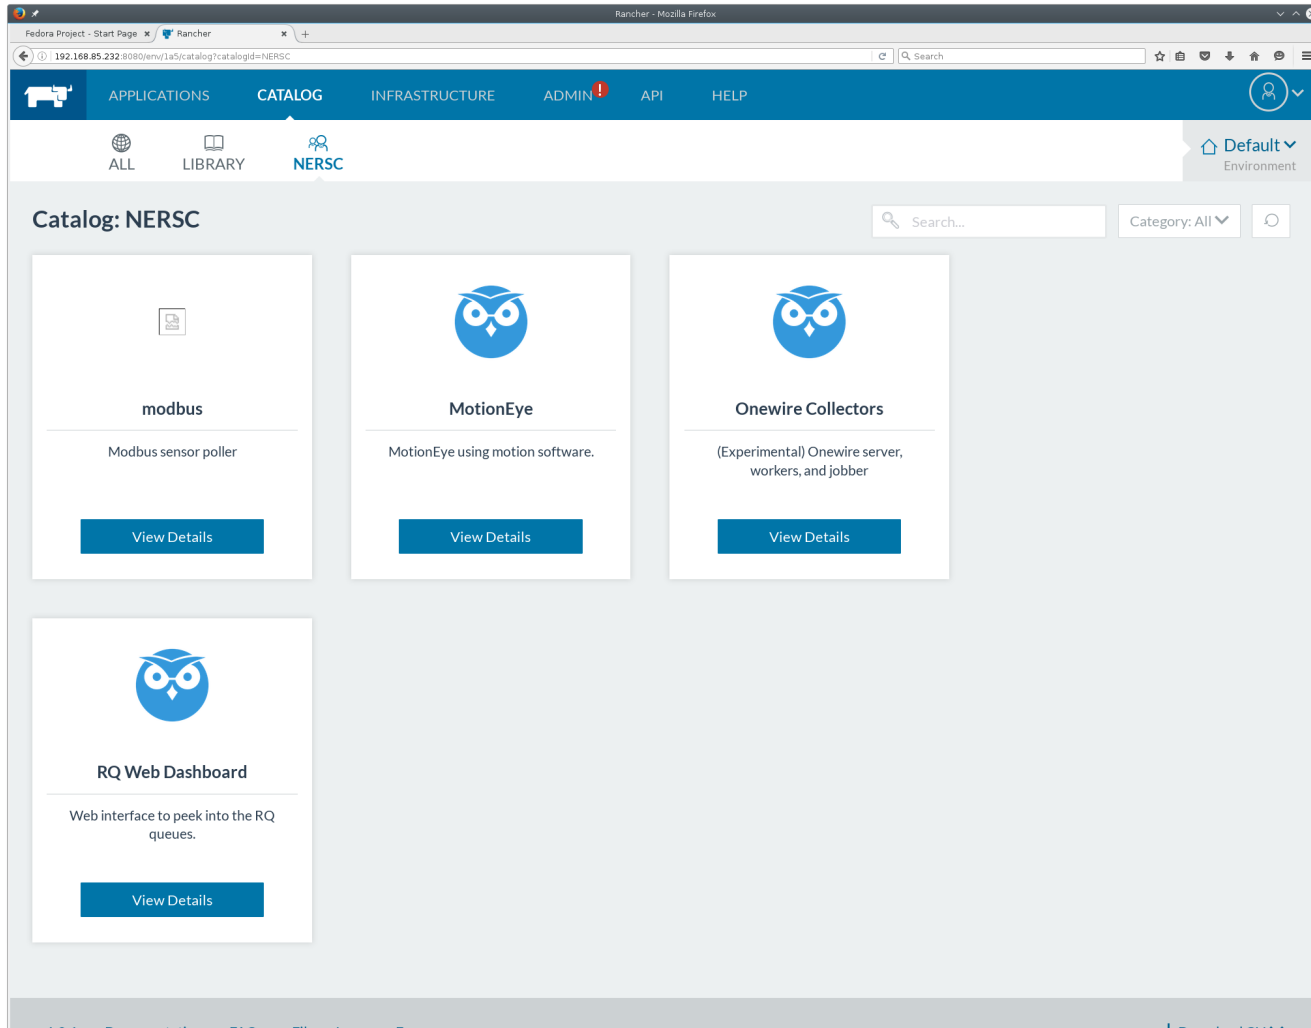 Rancher - Mozilla Firefox
Fedora Project - Start Page
Rancher
192.168.85.232:8080/env/1a5/catalog?catalogId=NERSC
Search
APPLICATIONS CATALOG INFRASTRUCTURE ADMIN ! API HELP
ALL LIBRARY NERSC
Default
Environment
Catalog: NERSC
Search...
Category: All
modbus
Modbus sensor poller
View Details
MotionEye
MotionEye using motion software.
View Details
Onewire Collectors
(Experimental) Onewire server,
workers, and jobber
View Details
RQ Web Dashboard
Web interface to peek into the RQ
queues.
View Details